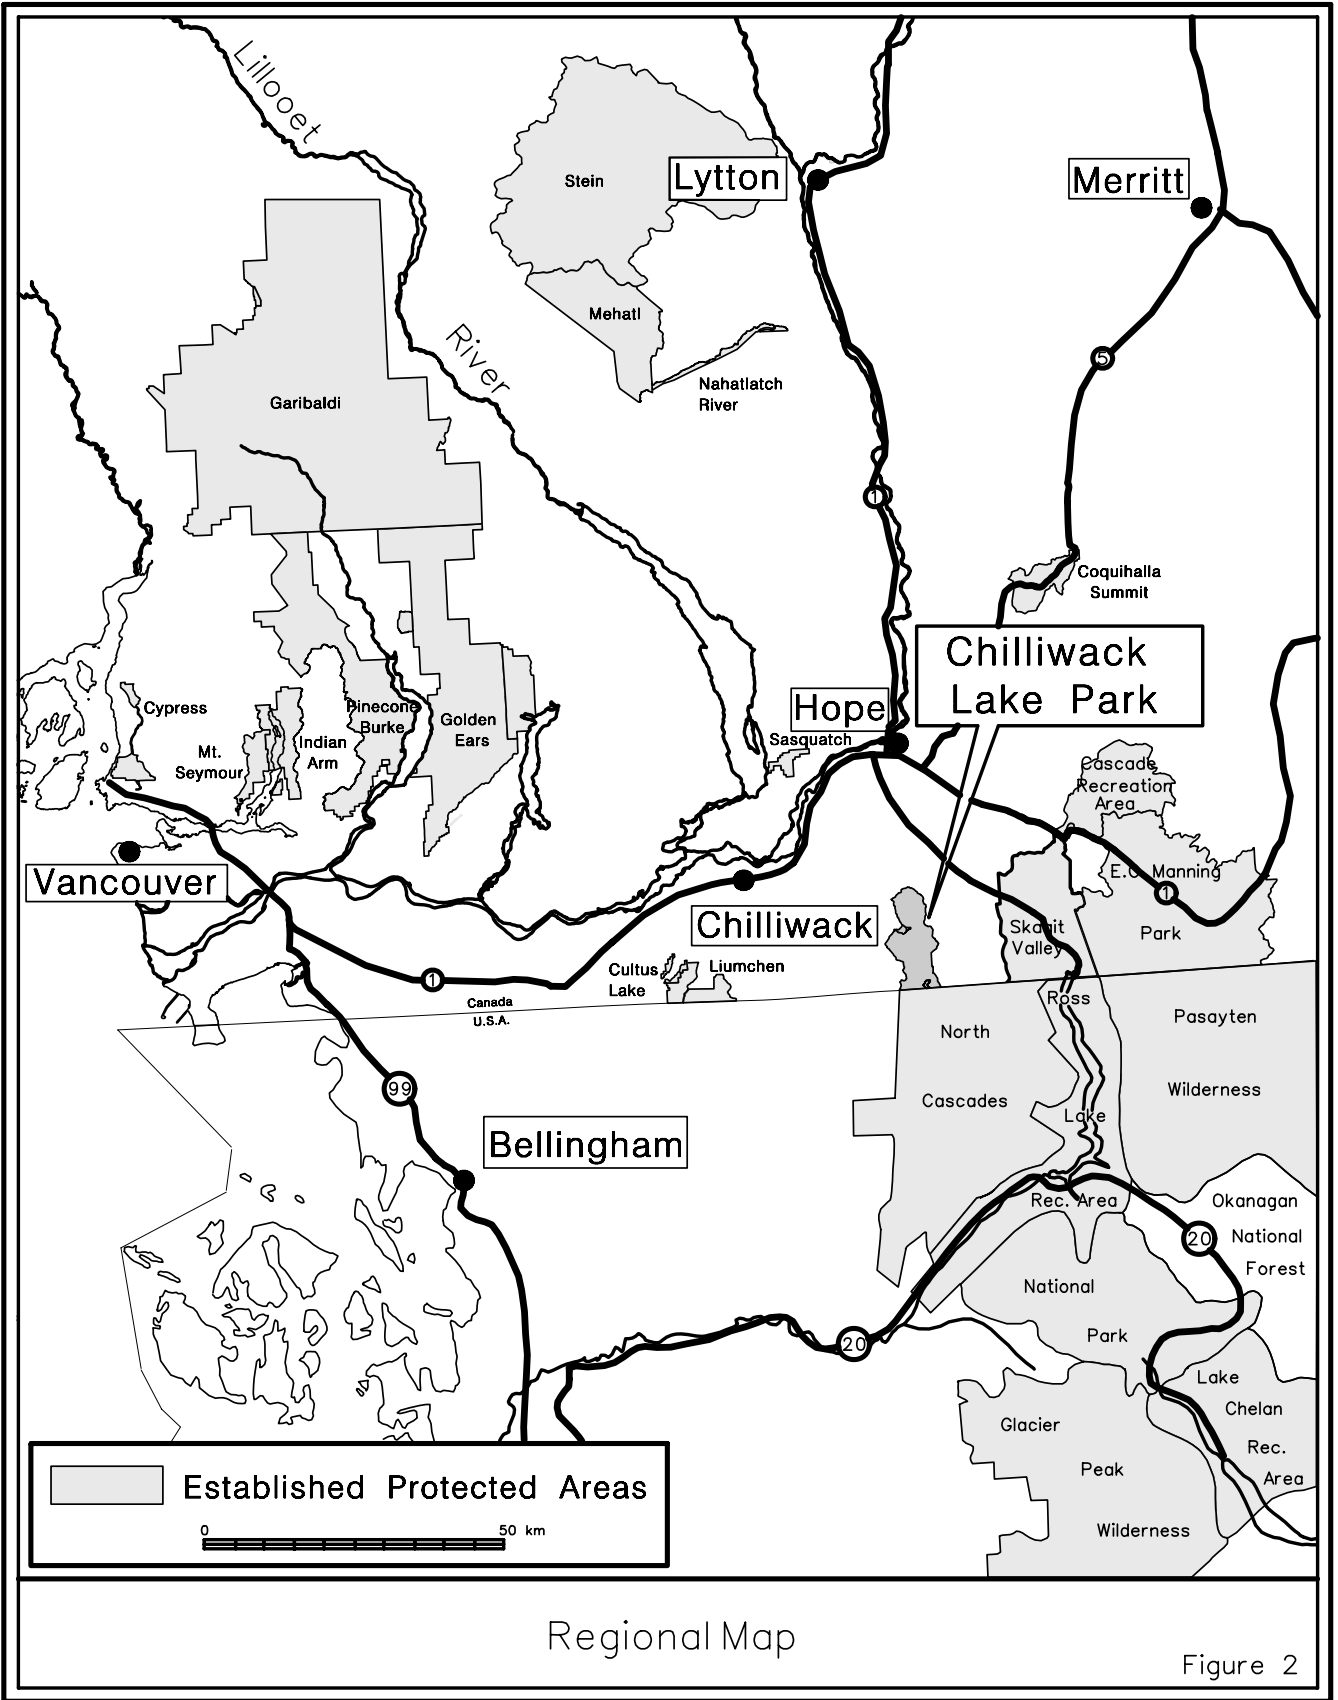 Lillooet
River
Stein
Lytton
Merritt
Mehatl
Nahatlatch
River
Garibaldi
5
1
Coquihalla
Summit
Chilliwack
Lake Park
Hope
Sasquatch
Cypress
Mt.
Seymour
Indian
Arm
Pinecone
Burke
Golden
Ears
Cascade
Recreation
Area
E.C. Manning
1
Park
Skagit
Valley
Vancouver
Chilliwack
Cultus
Lake
Liumchen
1
Canada
U.S.A.
Ross
Lake
Rec. Area
North
Cascades
National
Park
Pasayten
Wilderness
99
Bellingham
Okanagan
National
Forest
20
20
Lake
Chelan
Rec.
Area
Glacier
Peak
Wilderness
Established Protected Areas
0 50 km
Regional Map
Figure 2